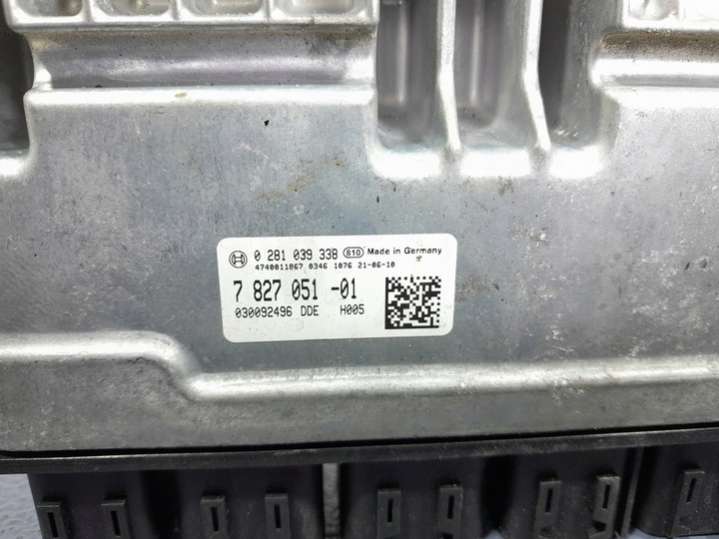 0 281 039 338 610 Made in Germany
4740011067 0346 1076 21-06-10
7 827 051 -01
030092496 DDE H005